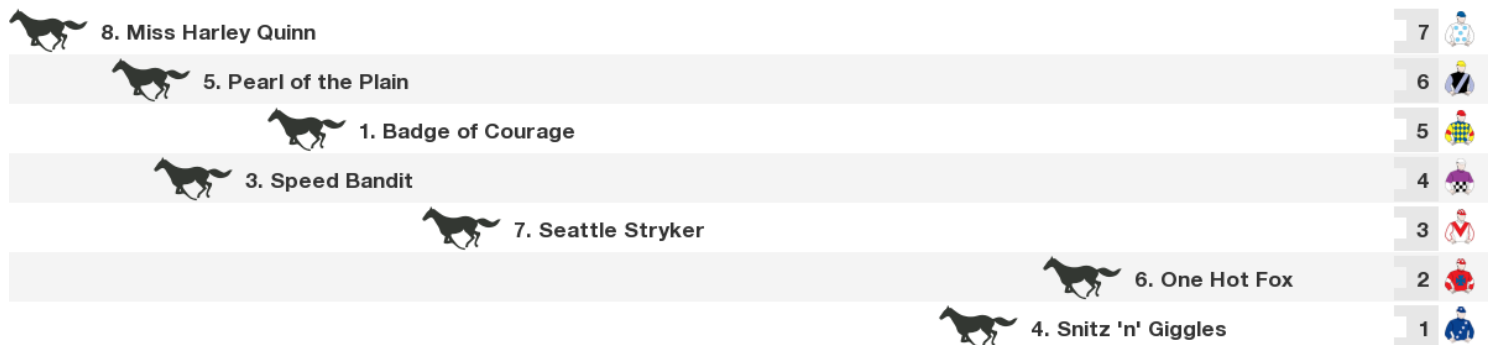 8. Miss Harley Quinn 7
5. Pearl of the Plain 6
1. Badge of Courage 5
3. Speed Bandit 4
7. Seattle Stryker 3
6. One Hot Fox 2
4. Snitz 'n' Giggles 1